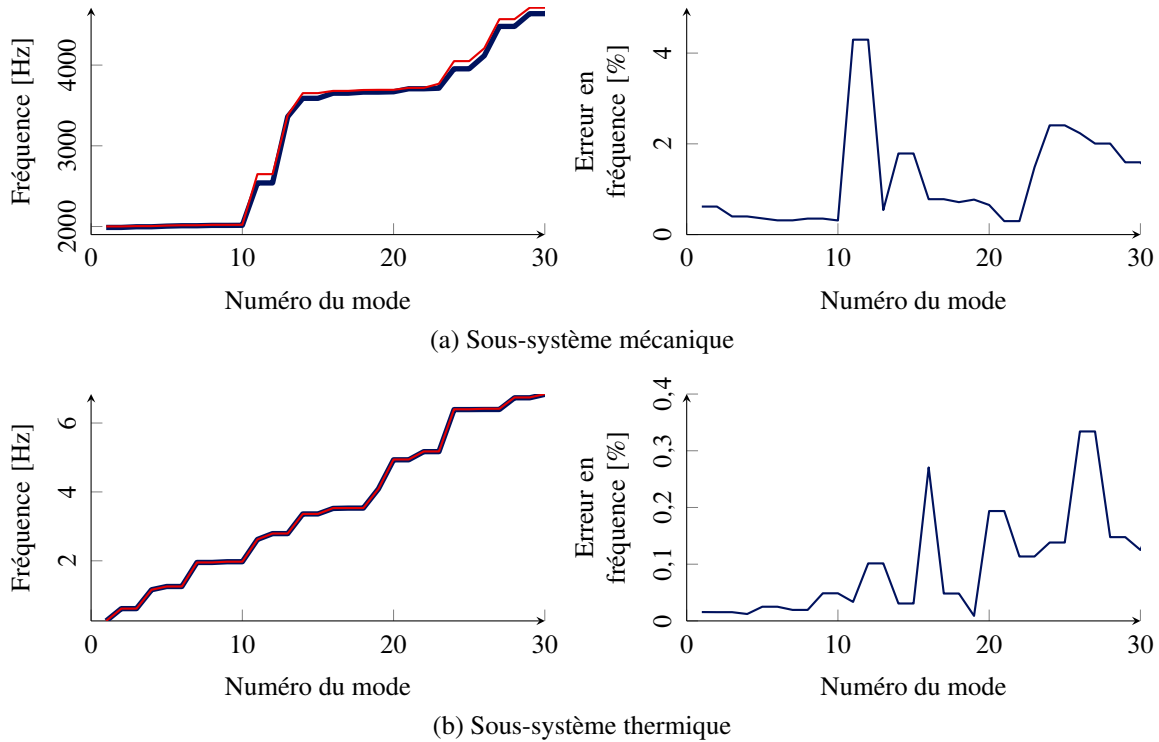 Fréquence [Hz]
4000
3000
2000
0
10
20
30
Numéro du mode
Erreur en
fréquence [%]
4
2
0
0
10
20
30
Numéro du mode
(a) Sous-système mécanique
Fréquence [Hz]
6
4
2
0
10
20
30
Numéro du mode
Erreur en
fréquence [%]
0,4
0,3
0,2
0,1
0
0
10
20
30
Numéro du mode
(b) Sous-système thermique